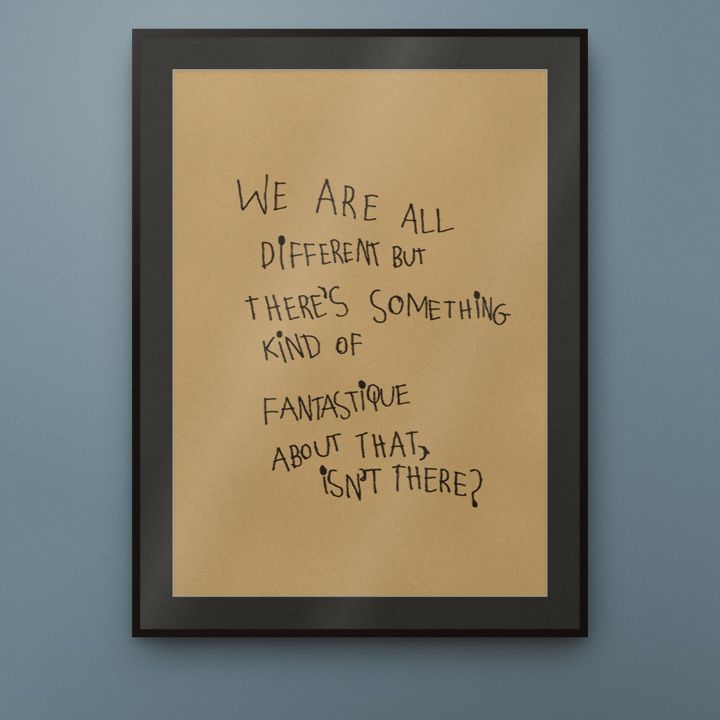 WE ARE ALL
DIFFERENT BUT
THERE'S SOMETHING
KIND OF
FANTASTIQUE
ABOUT THAT,
ISN'T THERE?